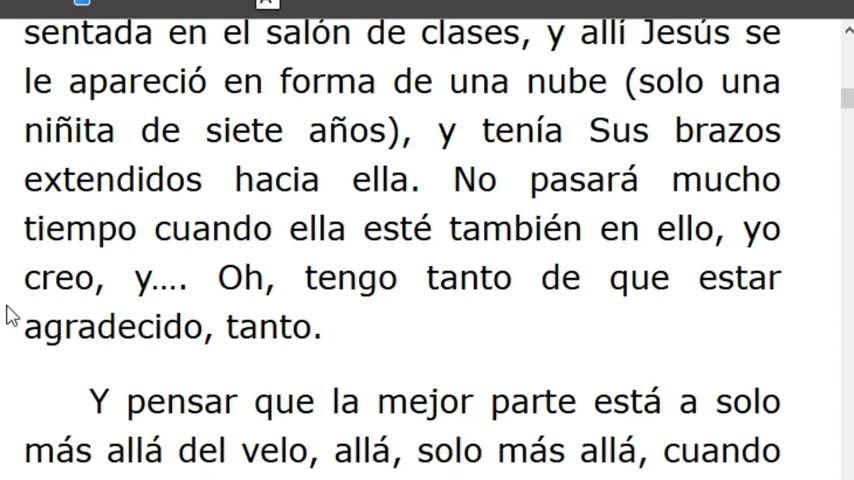 sentada en el salón de clases, y allí Jesús se
le apareció en forma de una nube (solo una
niñita de siete años), y tenía Sus brazos
extendidos hacia ella. No pasará mucho
tiempo cuando ella esté también en ello, yo
creo, y.... Oh, tengo tanto de que estar
agradecido, tanto.
Y pensar que la mejor parte está a solo
más allá del velo, allá, solo más allá, cuando